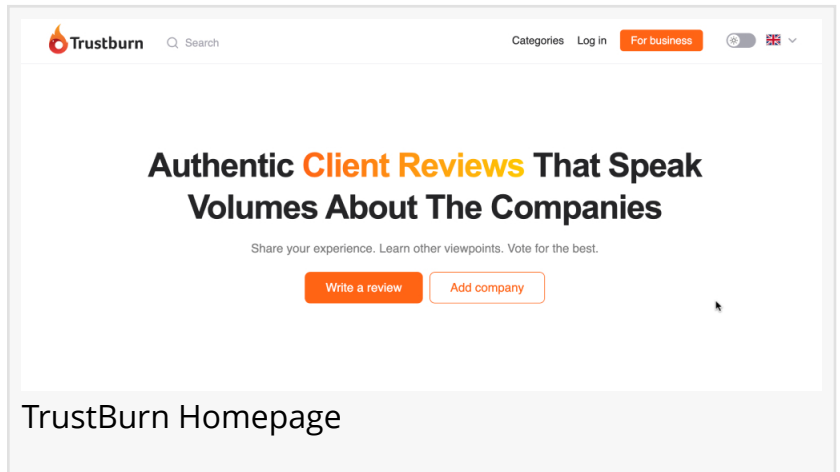 Trustburn
Search
Categories
Log in
For business
Authentic Client Reviews That Speak
Volumes About The Companies
Share your experience. Learn other viewpoints. Vote for the best.
Write a review
Add company
TrustBurn Homepage